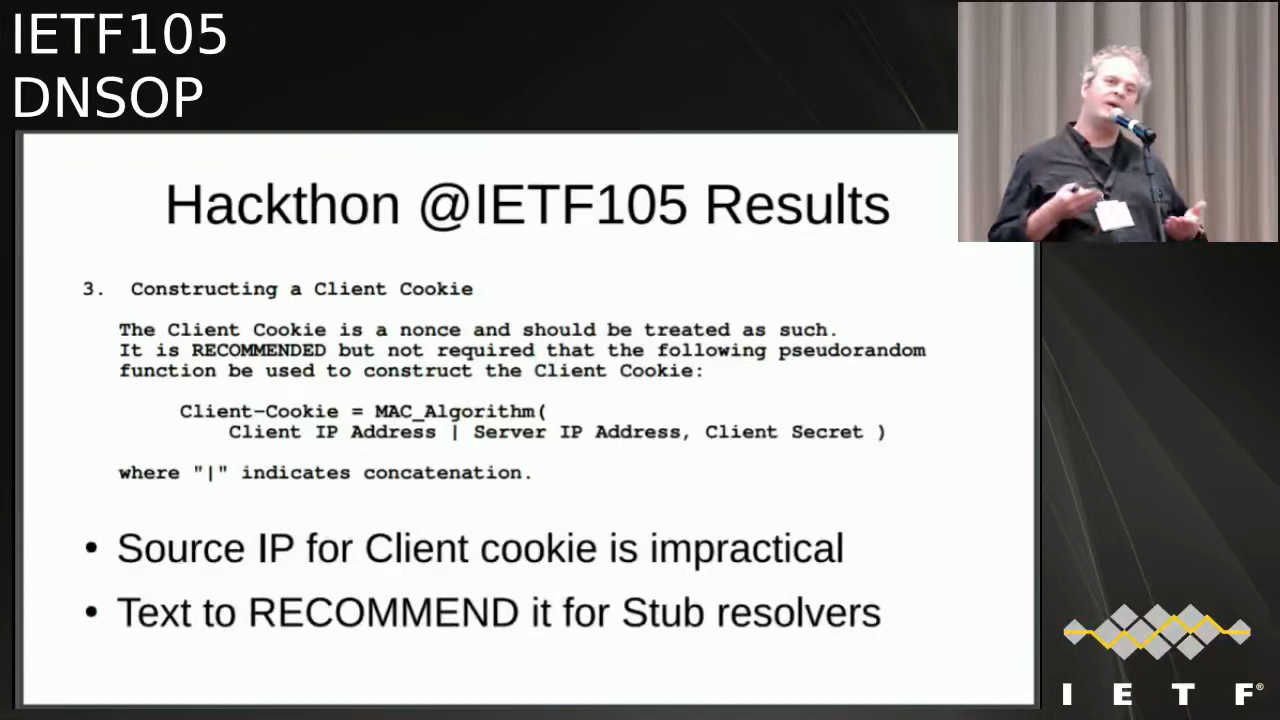 IETF105
DNSOP
Hackthon @IETF105 Results
3. Constructing a Client Cookie
The Client Cookie is a nonce and should be treated as such.
It is RECOMMENDED but not required that the following pseudorandom
function be used to construct the Client Cookie:
Client-Cookie = MAC_Algorithm(
Client IP Address | Server IP Address, Client Secret )
where "|" indicates concatenation.
• Source IP for Client cookie is impractical
• Text to RECOMMEND it for Stub resolvers
I E T F®